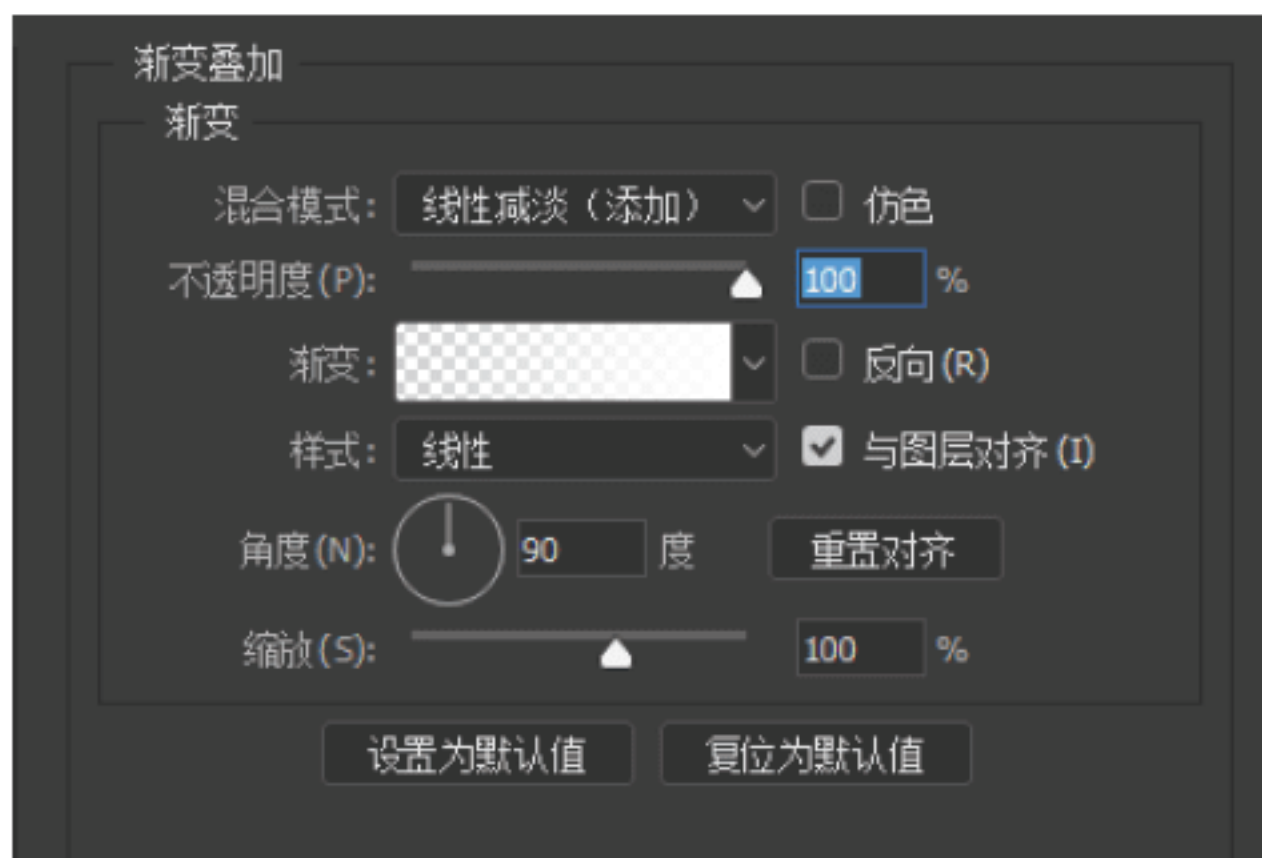 渐变叠加
渐变
混合模式: 线性减淡（添加） 仿色
不透明度(P): 100 %
渐变: 反向(R)
样式: 线性 与图层对齐(I)
角度(N): 90 度 重置对齐
缩放(S): 100 %
设置为默认值 复位为默认值